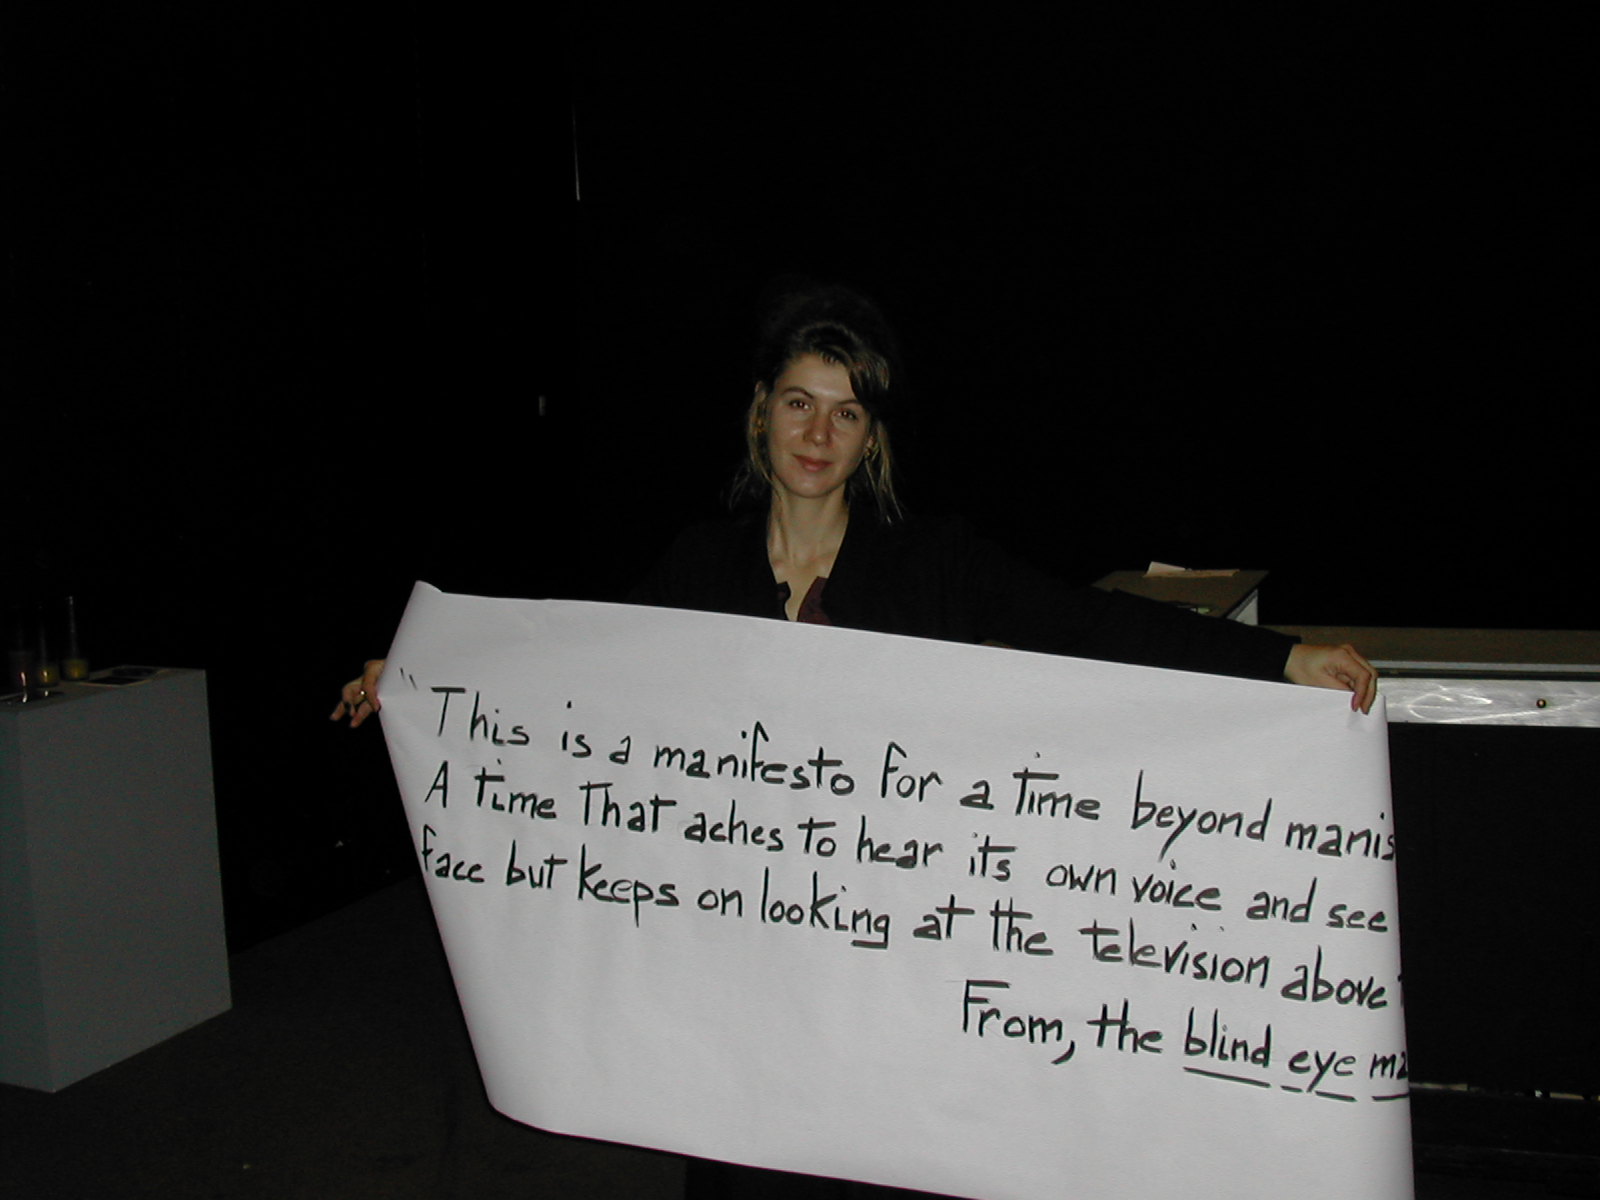 "This is a manifesto for a time beyond manis
A time That aches to hear its own voice and see
face but keeps on looking at the television above
From, the blind eye ma